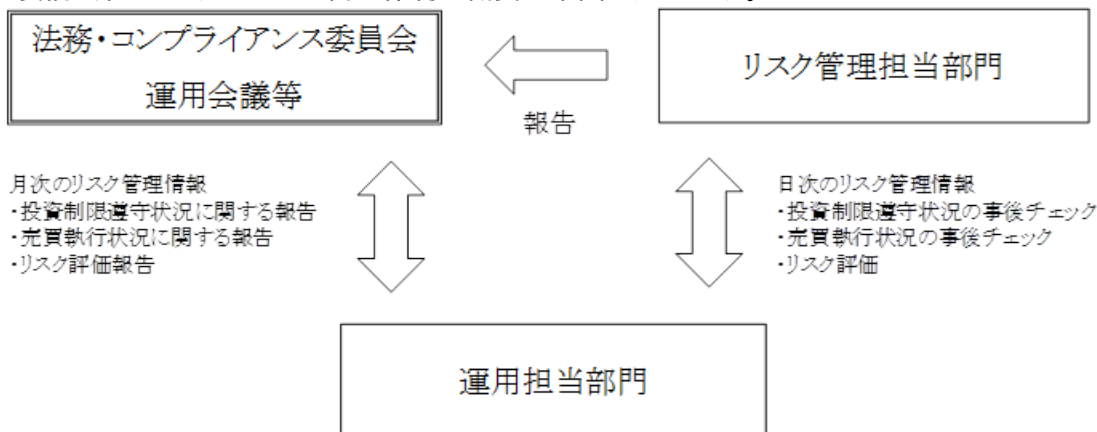 法務・コンプライアンス委員会
運用会議等
リスク管理担当部門
報告
月次のリスク管理情報
・投資制限遵守状況に関する報告
・売買執行状況に関する報告
・リスク評価報告
日次のリスク管理情報
・投資制限遵守状況の事後チェック
・売買執行状況の事後チェック
・リスク評価
運用担当部門